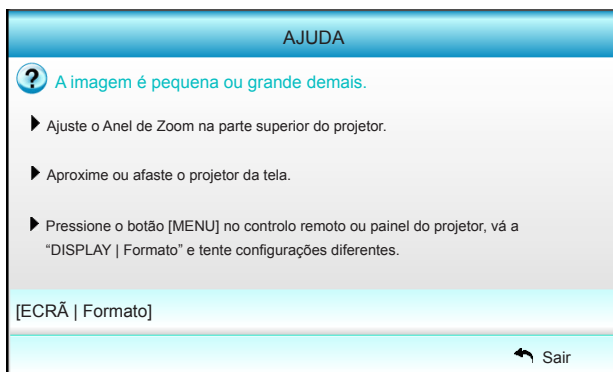 AJUDA
A imagem é pequena ou grande demais.
Ajuste o Anel de Zoom na parte superior do projetor.
Aproxime ou afaste o projetor da tela.
Pressione o botão [MENU] no controlo remoto ou painel do projetor, vá a
“DISPLAY | Formato” e tente configurações diferentes.
[ECRÃ | Formato]
Sair